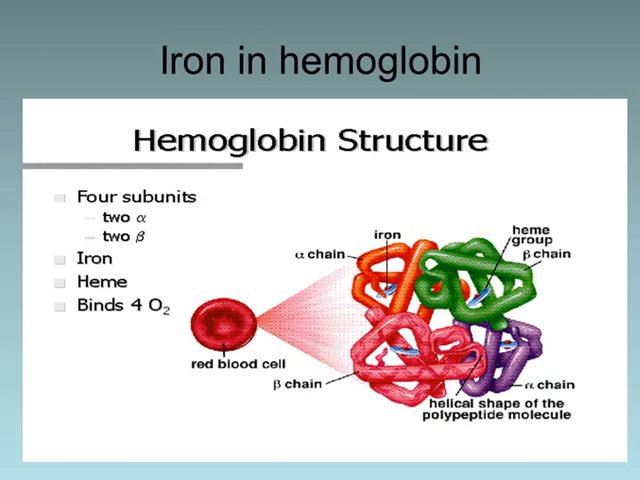 Iron in hemoglobin
Hemoglobin Structure
Four subunits
two α
two β
Iron
Heme
Binds 4 O₂
iron
heme
group
α chain
β chain
red blood cell
β chain
α chain
helical shape of the
polypeptide molecule